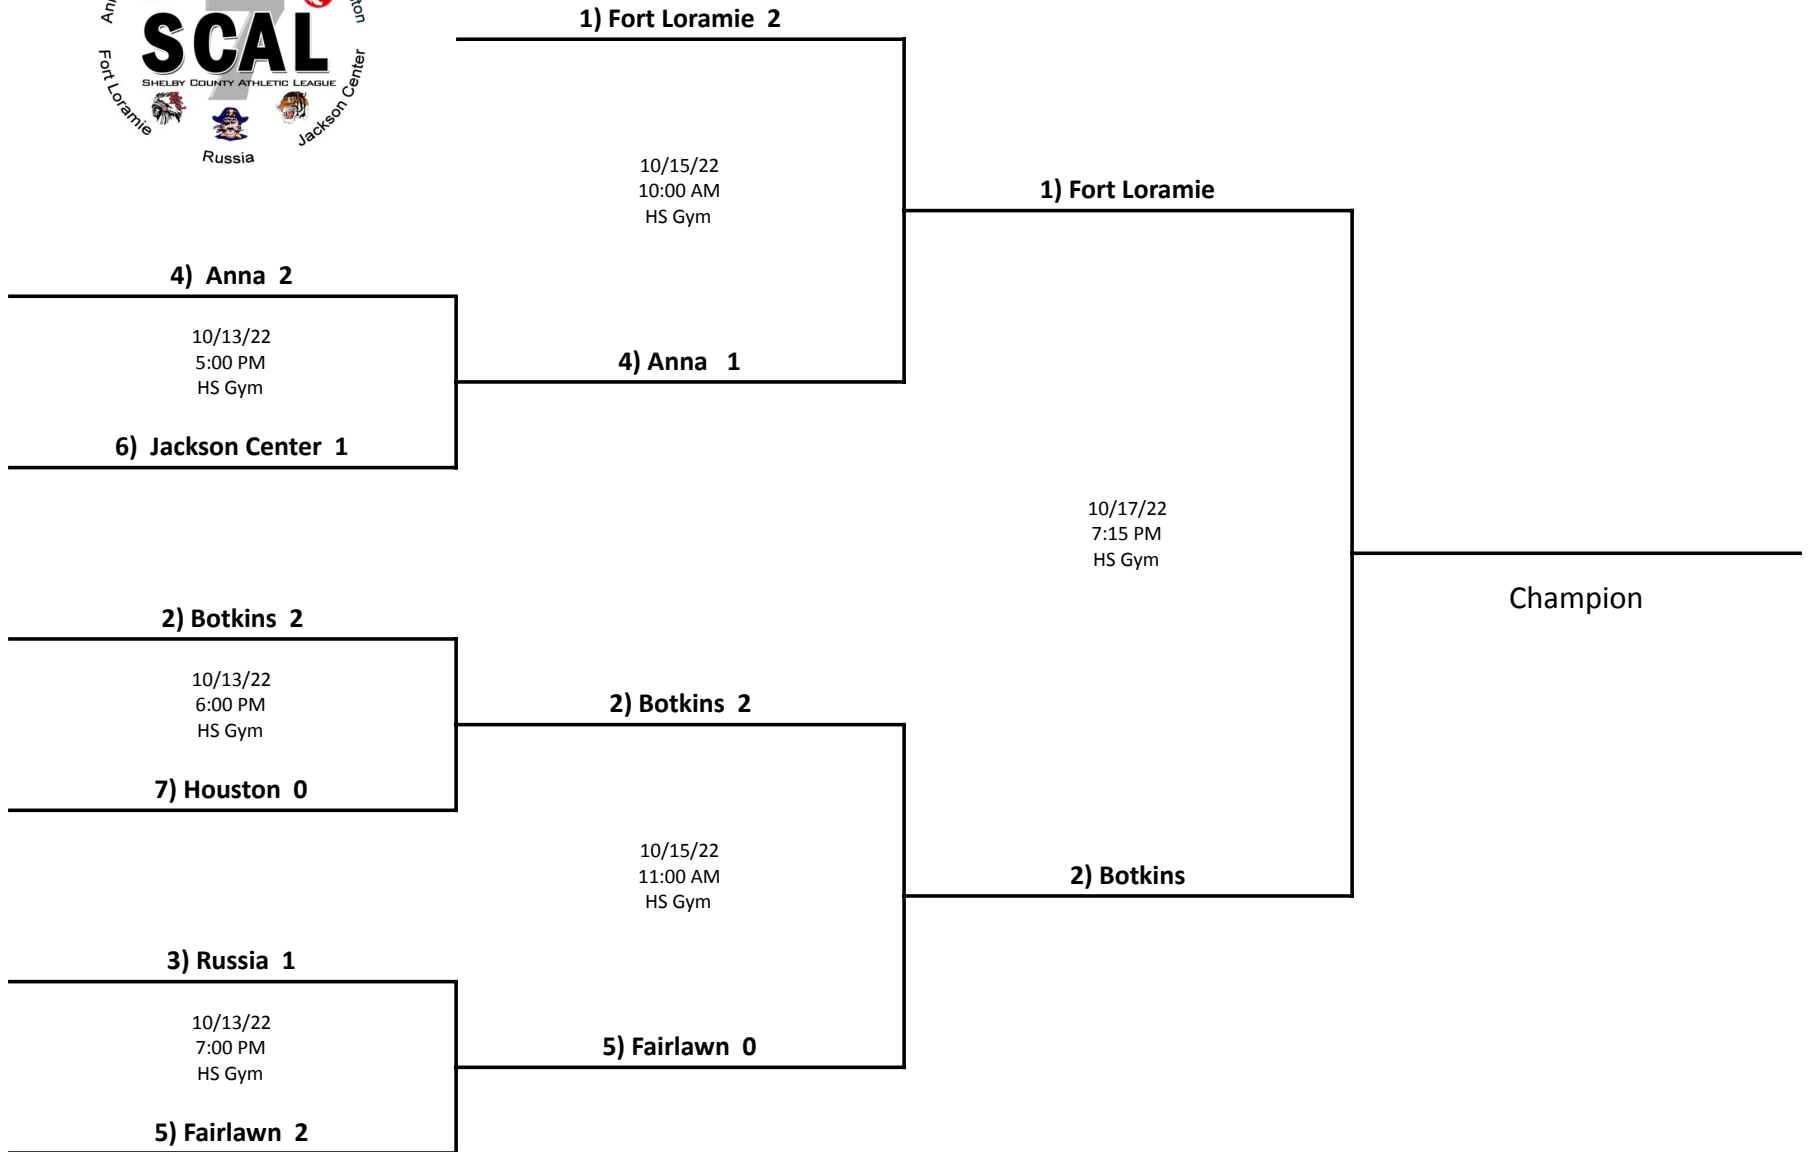 SCAL
SHELBY COUNTY ATHLETIC LEAGUE
Fort Loramie
Russia
Jackson Center
1) Fort Loramie 2
10/15/22
10:00 AM
HS Gym
1) Fort Loramie
4) Anna 2
10/13/22
5:00 PM
HS Gym
4) Anna 1
6) Jackson Center 1
10/17/22
7:15 PM
HS Gym
Champion
2) Botkins 2
10/13/22
6:00 PM
HS Gym
2) Botkins 2
7) Houston 0
10/15/22
11:00 AM
HS Gym
2) Botkins
3) Russia 1
10/13/22
7:00 PM
HS Gym
5) Fairlawn 0
5) Fairlawn 2